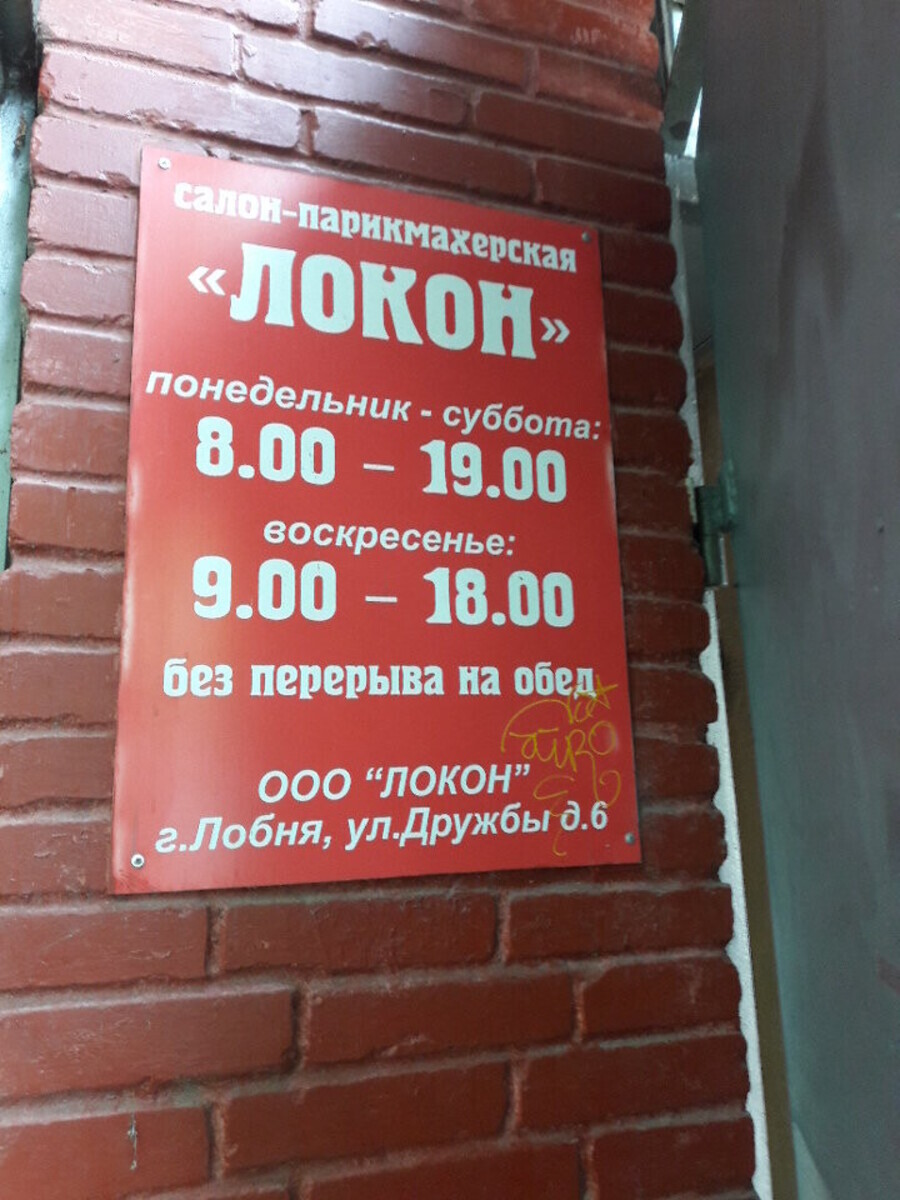 салон-парикмахерская
«ЛОКОН»
понедельник - суббота:
8.00 – 19.00
воскресенье:
9.00 – 18.00
без перерыва на обед
ООО "ЛОКОН"
г.Лобня, ул.Дружбы д.6